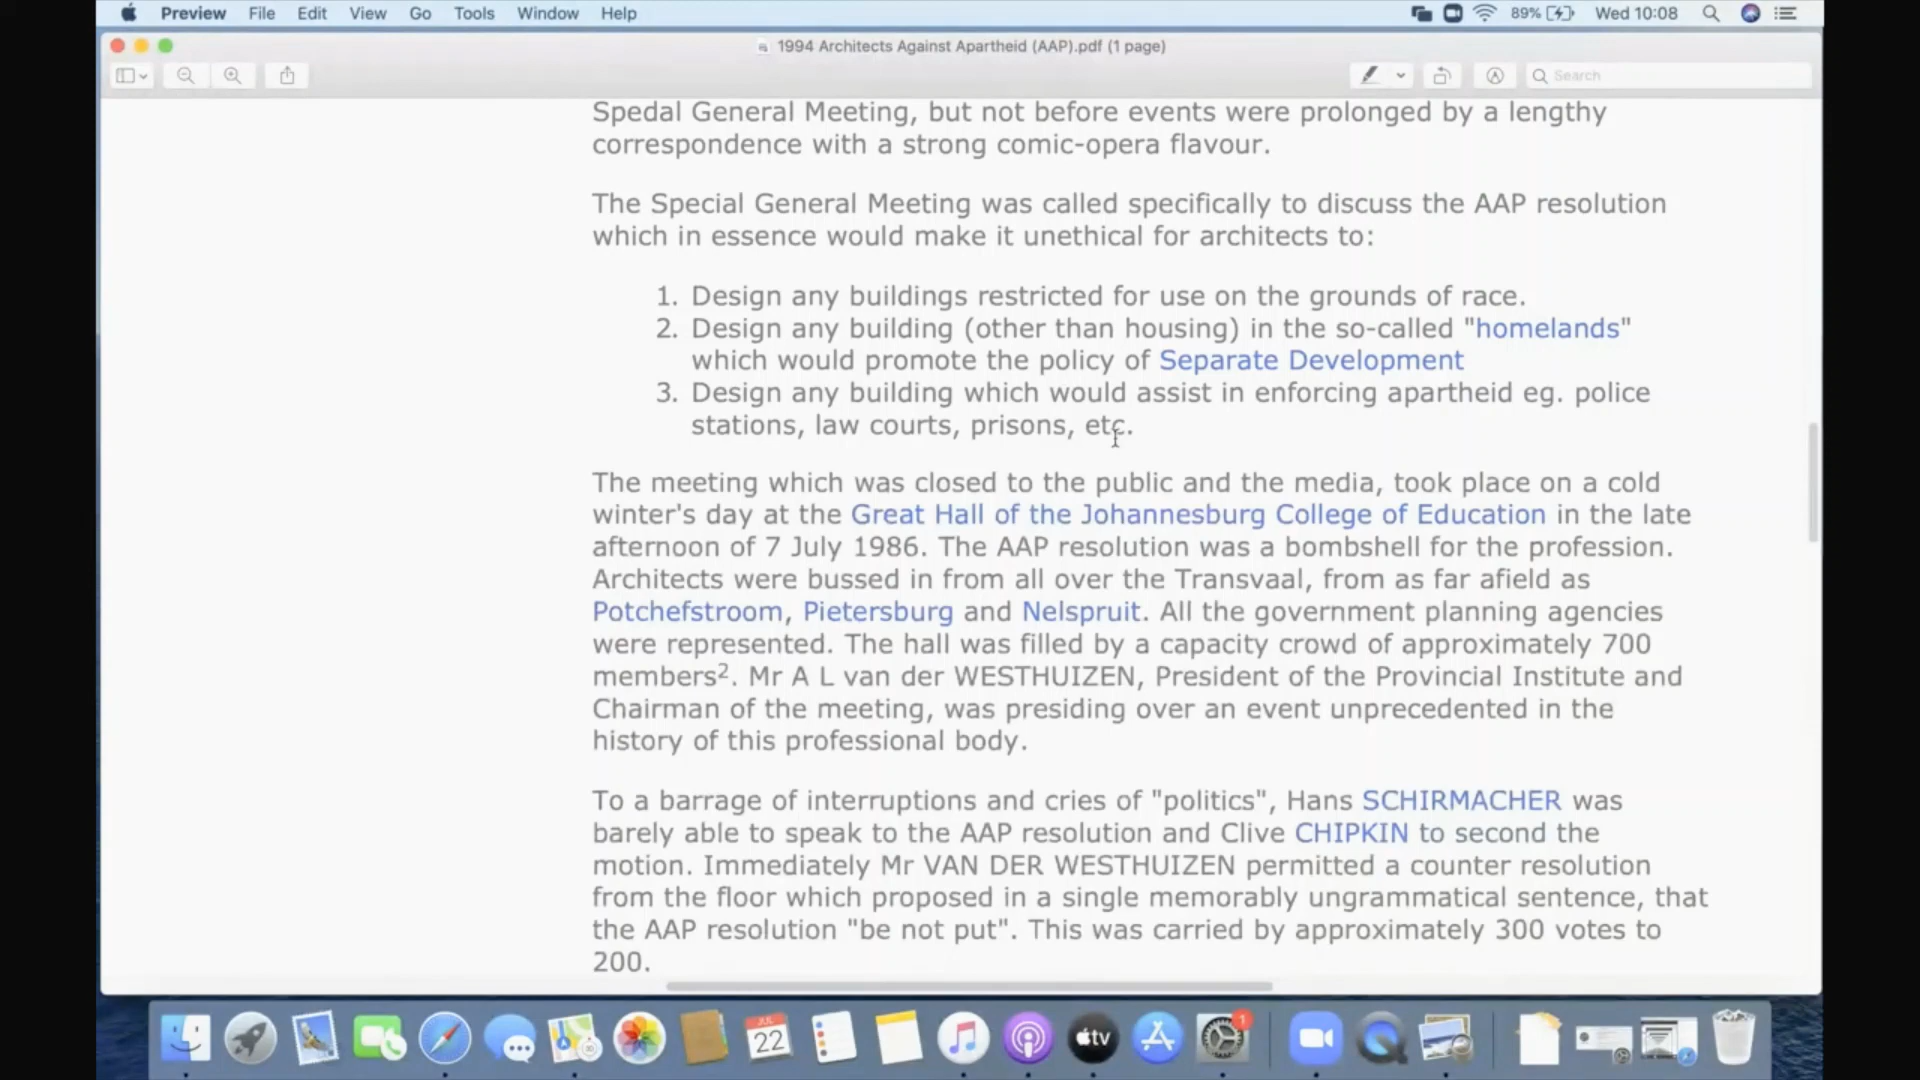 Preview File Edit View Go Tools Window Help 89% Wed 10:08
1994 Architects Against Apartheid (AAP).pdf (1 page)
Search
Spedal General Meeting, but not before events were prolonged by a lengthy
correspondence with a strong comic-opera flavour.
The Special General Meeting was called specifically to discuss the AAP resolution
which in essence would make it unethical for architects to:
1. Design any buildings restricted for use on the grounds of race.
2. Design any building (other than housing) in the so-called "homelands"
which would promote the policy of Separate Development
3. Design any building which would assist in enforcing apartheid eg. police
stations, law courts, prisons, etc.
The meeting which was closed to the public and the media, took place on a cold
winter's day at the Great Hall of the Johannesburg College of Education in the late
afternoon of 7 July 1986. The AAP resolution was a bombshell for the profession.
Architects were bussed in from all over the Transvaal, from as far afield as
Potchefstroom, Pietersburg and Nelspruit. All the government planning agencies
were represented. The hall was filled by a capacity crowd of approximately 700
members². Mr A L van der WESTHUIZEN, President of the Provincial Institute and
Chairman of the meeting, was presiding over an event unprecedented in the
history of this professional body.
To a barrage of interruptions and cries of "politics", Hans SCHIRMACHER was
barely able to speak to the AAP resolution and Clive CHIPKIN to second the
motion. Immediately Mr VAN DER WESTHUIZEN permitted a counter resolution
from the floor which proposed in a single memorably ungrammatical sentence, that
the AAP resolution "be not put". This was carried by approximately 300 votes to
200.
JUL
22
tv
1